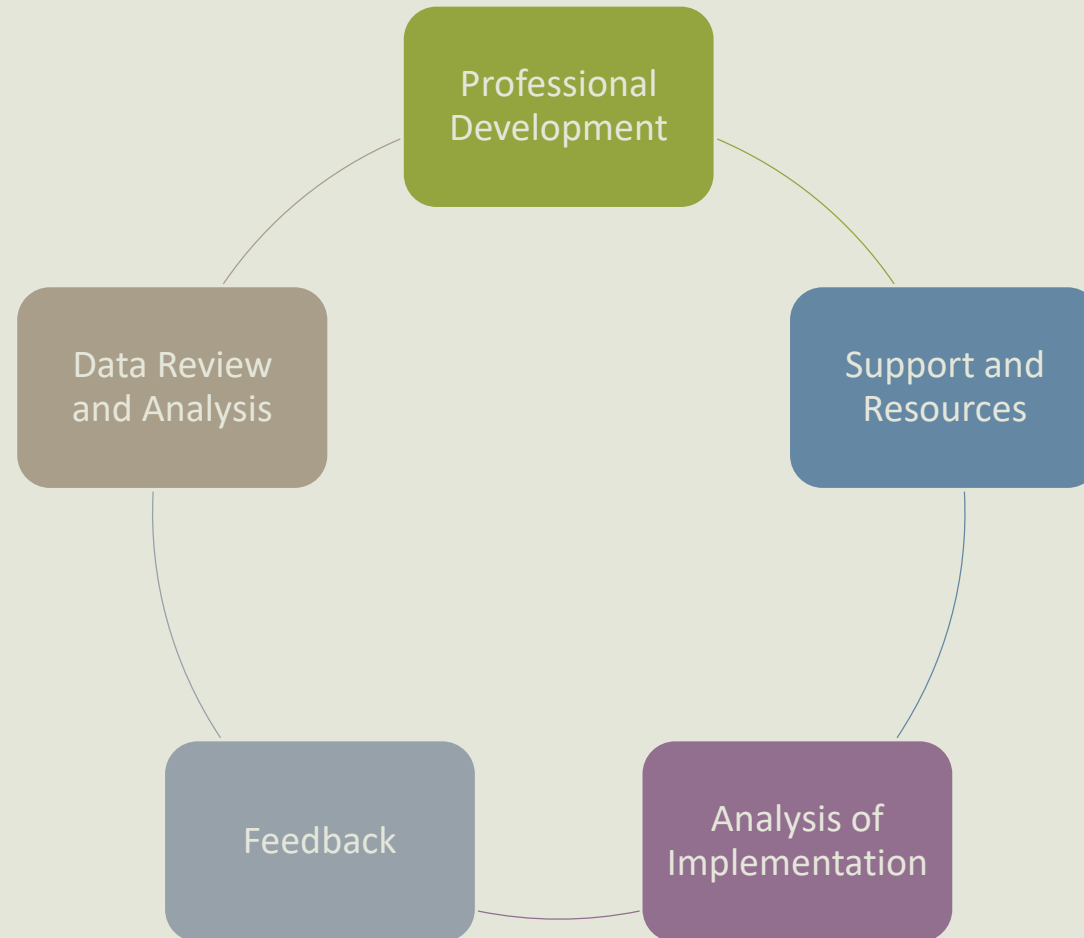 Professional
Development
Support and
Resources
Analysis of
Implementation
Feedback
Data Review
and Analysis